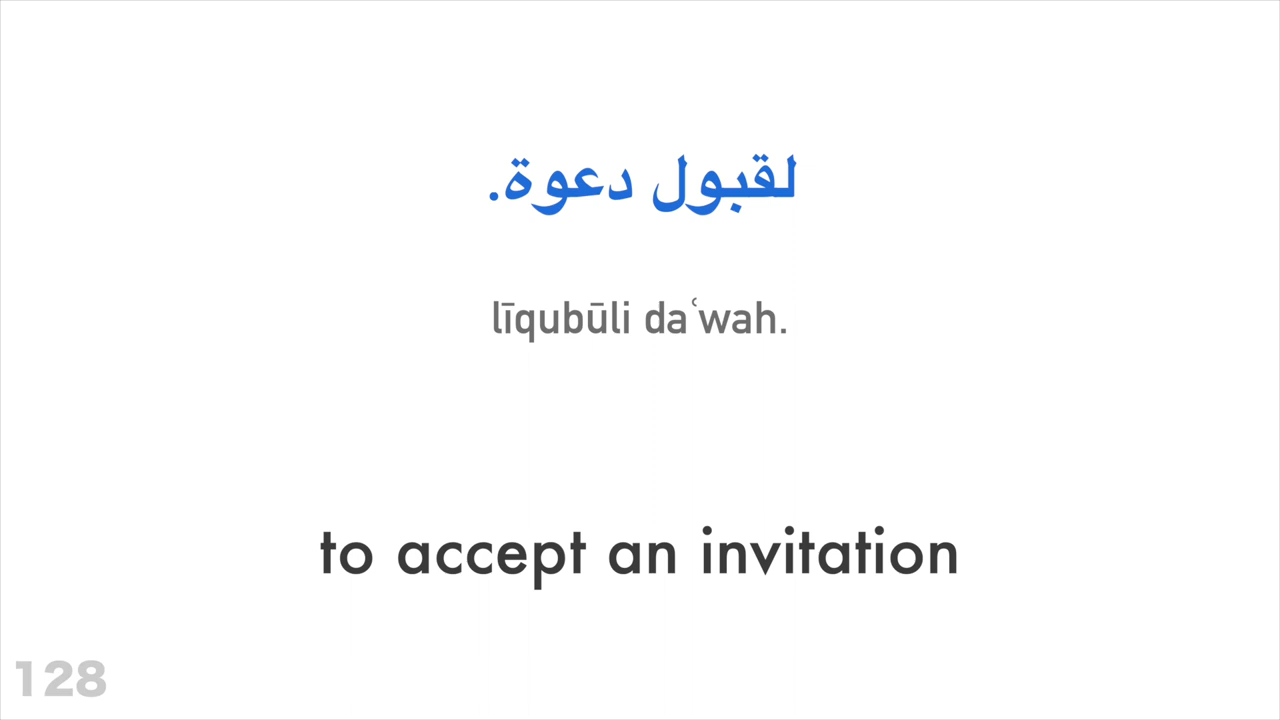 لقبول دعوة.
līqubūli daʿwah.
to accept an invitation
128